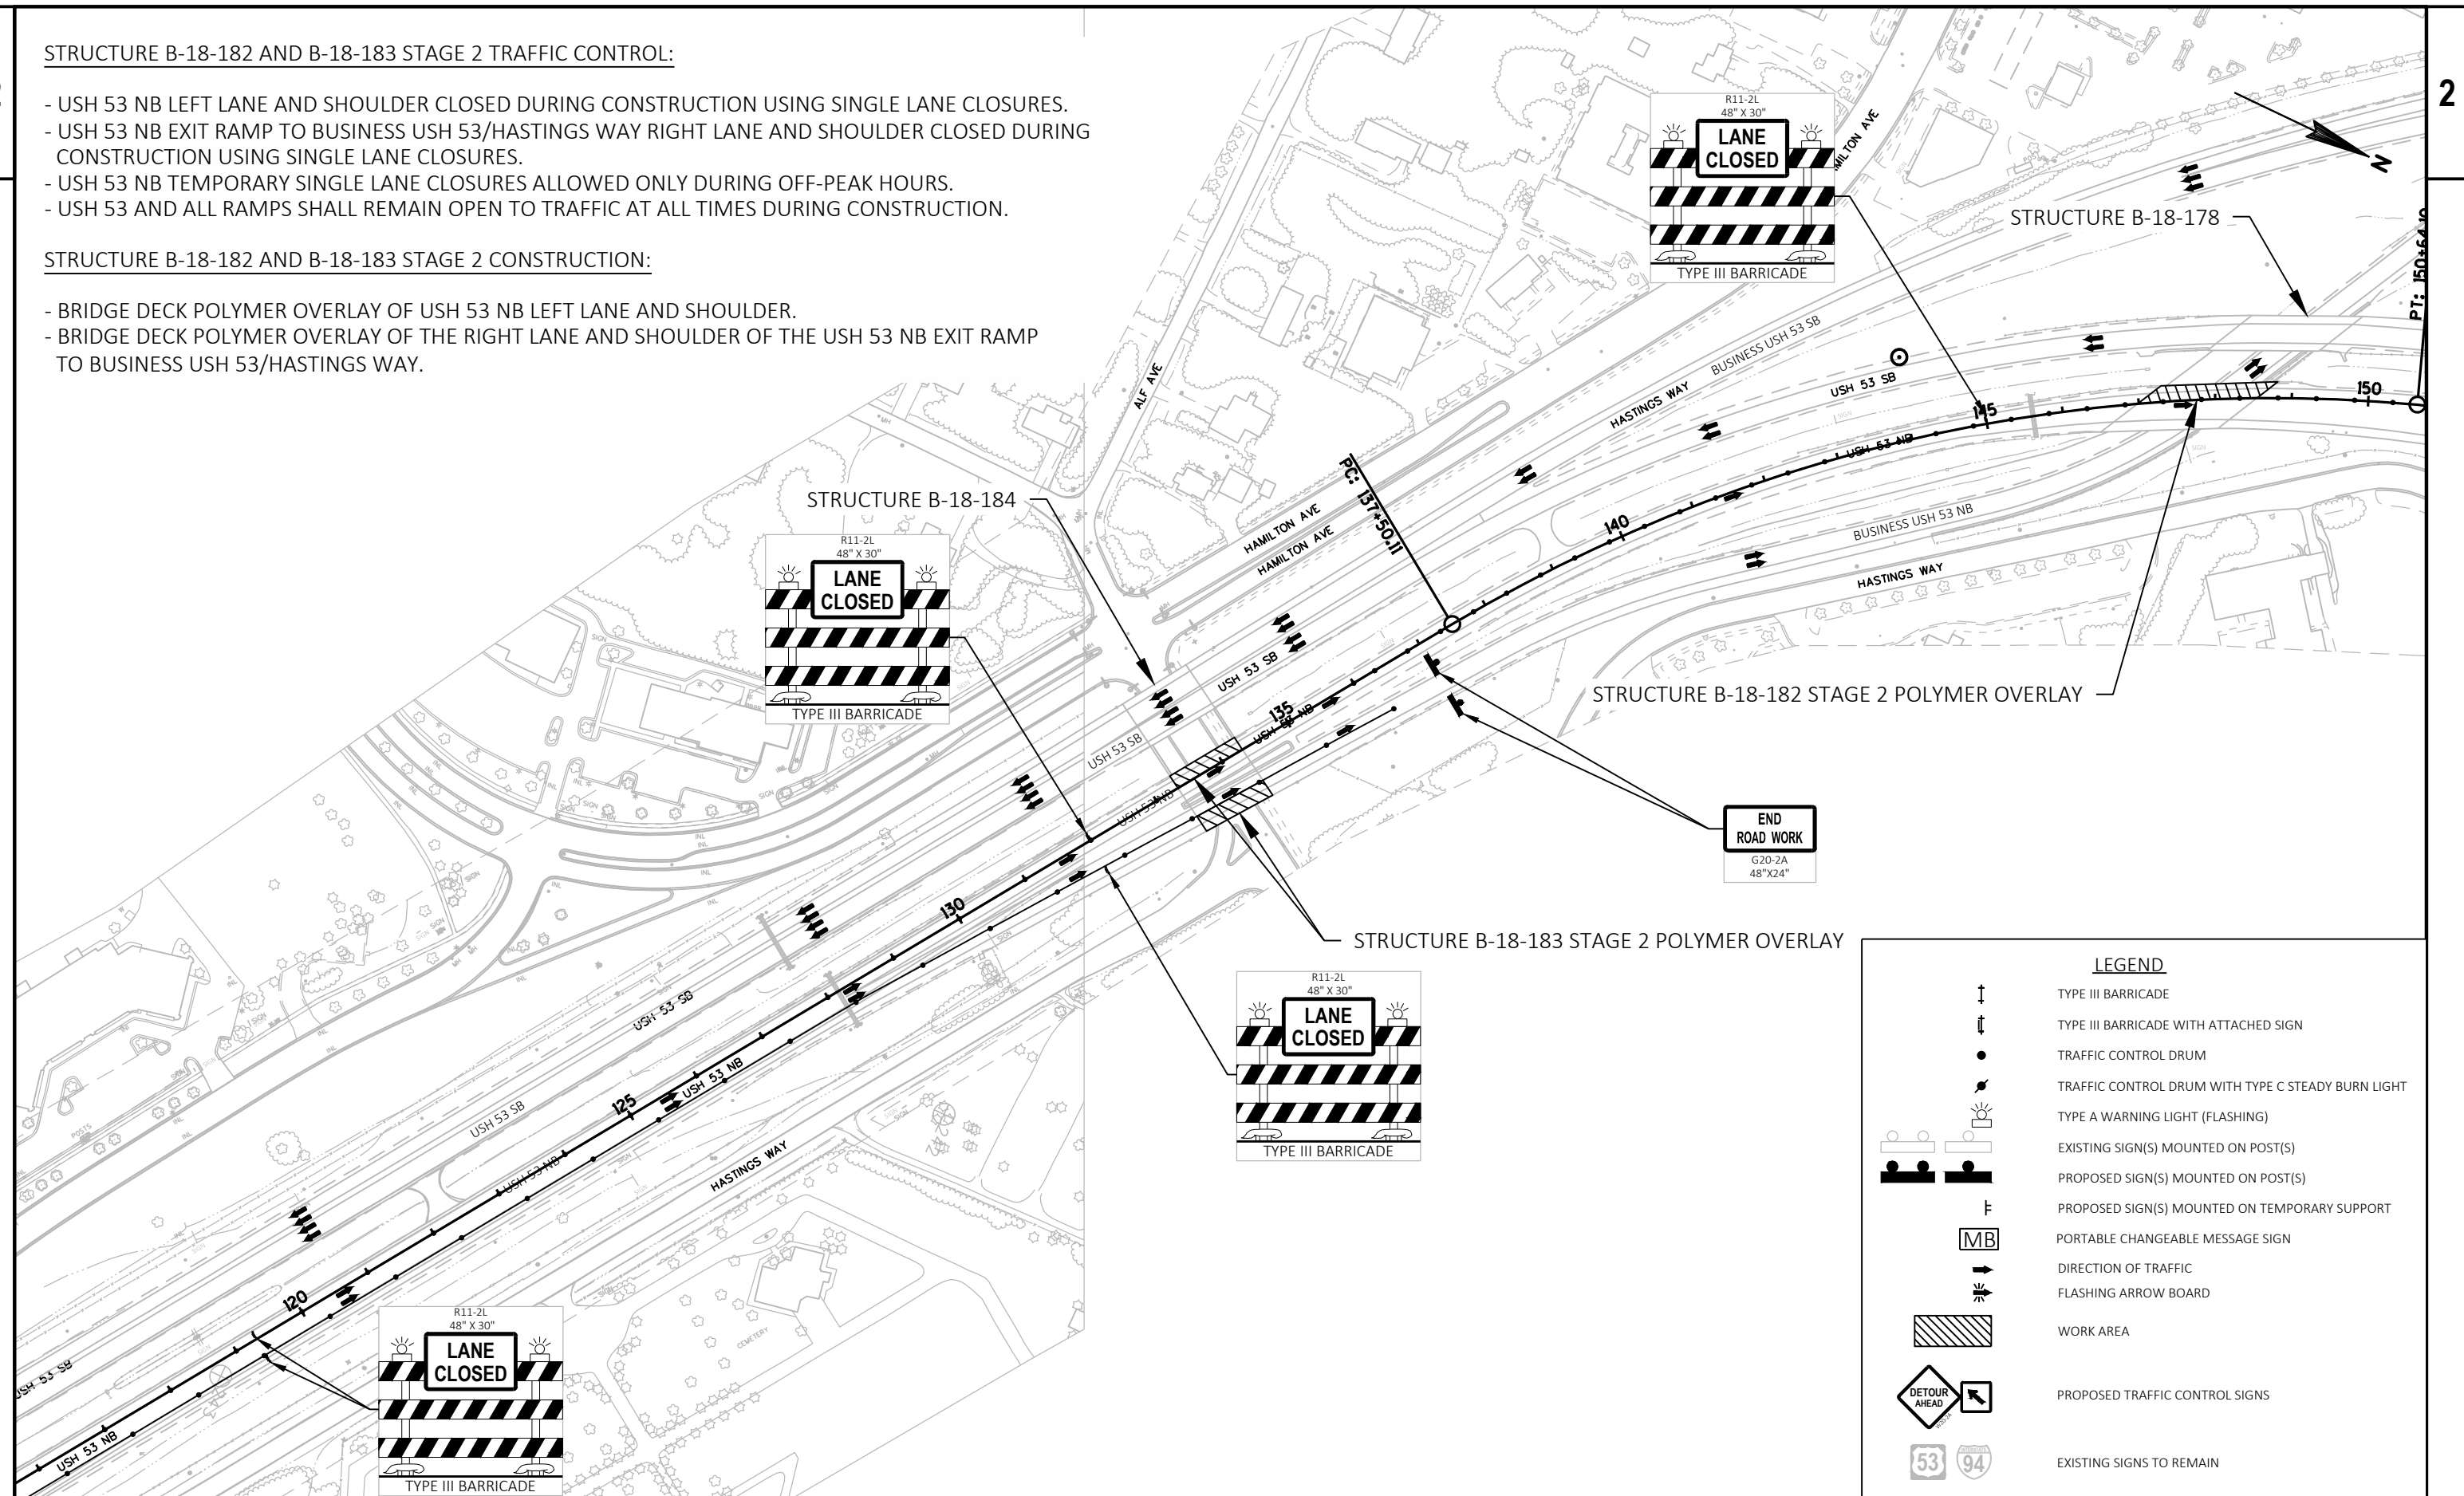 STRUCTURE B-18-182 AND B-18-183 STAGE 2 TRAFFIC CONTROL:
- USH 53 NB LEFT LANE AND SHOULDER CLOSED DURING CONSTRUCTION USING SINGLE LANE CLOSURES.
- USH 53 NB EXIT RAMP TO BUSINESS USH 53/HASTINGS WAY RIGHT LANE AND SHOULDER CLOSED DURING
CONSTRUCTION USING SINGLE LANE CLOSURES.
- USH 53 NB TEMPORARY SINGLE LANE CLOSURES ALLOWED ONLY DURING OFF-PEAK HOURS.
- USH 53 AND ALL RAMPS SHALL REMAIN OPEN TO TRAFFIC AT ALL TIMES DURING CONSTRUCTION.
STRUCTURE B-18-182 AND B-18-183 STAGE 2 CONSTRUCTION:
- BRIDGE DECK POLYMER OVERLAY OF USH 53 NB LEFT LANE AND SHOULDER.
- BRIDGE DECK POLYMER OVERLAY OF THE RIGHT LANE AND SHOULDER OF THE USH 53 NB EXIT RAMP
TO BUSINESS USH 53/HASTINGS WAY.
2
N
R11-2L
48" X 30"
LANE
CLOSED
TYPE III BARRICADE
STRUCTURE B-18-178
PT: 150+64.19
ALF AVE
HASTINGS WAY
BUSINESS USH 53 SB
USH 53 SB
145
150
USH 53 NB
PC: 137+50.11
140
BUSINESS USH 53 NB
HASTINGS WAY
HAMILTON AVE
HAMILTON AVE
STRUCTURE B-18-184
R11-2L
48" X 30"
LANE
CLOSED
TYPE III BARRICADE
USH 53 SB
135
USH 53 NB
USH 53 SB
USH 53 NB
STRUCTURE B-18-182 STAGE 2 POLYMER OVERLAY
END
ROAD WORK
G20-2A
48"X24"
130
STRUCTURE B-18-183 STAGE 2 POLYMER OVERLAY
R11-2L
48" X 30"
LANE
CLOSED
TYPE III BARRICADE
USH 53 SB
USH 53 NB
125
USH 53 SB
USH 53 NB
HASTINGS WAY
CEMETERY
POSTS
120
USH 53 SB
USH 53 NB
R11-2L
48" X 30"
LANE
CLOSED
TYPE III BARRICADE
LEGEND
TYPE III BARRICADE
TYPE III BARRICADE WITH ATTACHED SIGN
TRAFFIC CONTROL DRUM
TRAFFIC CONTROL DRUM WITH TYPE C STEADY BURN LIGHT
TYPE A WARNING LIGHT (FLASHING)
EXISTING SIGN(S) MOUNTED ON POST(S)
PROPOSED SIGN(S) MOUNTED ON POST(S)
PROPOSED SIGN(S) MOUNTED ON TEMPORARY SUPPORT
MB PORTABLE CHANGEABLE MESSAGE SIGN
DIRECTION OF TRAFFIC
FLASHING ARROW BOARD
WORK AREA
DETOUR
AHEAD
PROPOSED TRAFFIC CONTROL SIGNS
53 94 EXISTING SIGNS TO REMAIN